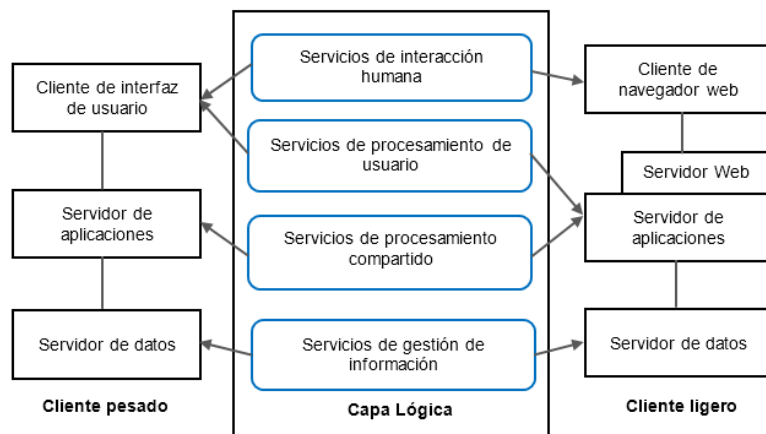 Cliente de interfaz
de usuario
Servidor de
aplicaciones
Servidor de datos
Cliente pesado
Servicios de interacción
humana
Servicios de procesamiento de
usuario
Servicios de procesamiento
compartido
Servicios de gestión de
información
Capa Lógica
Cliente de
navegador web
Servidor Web
Servidor de
aplicaciones
Servidor de datos
Cliente ligero